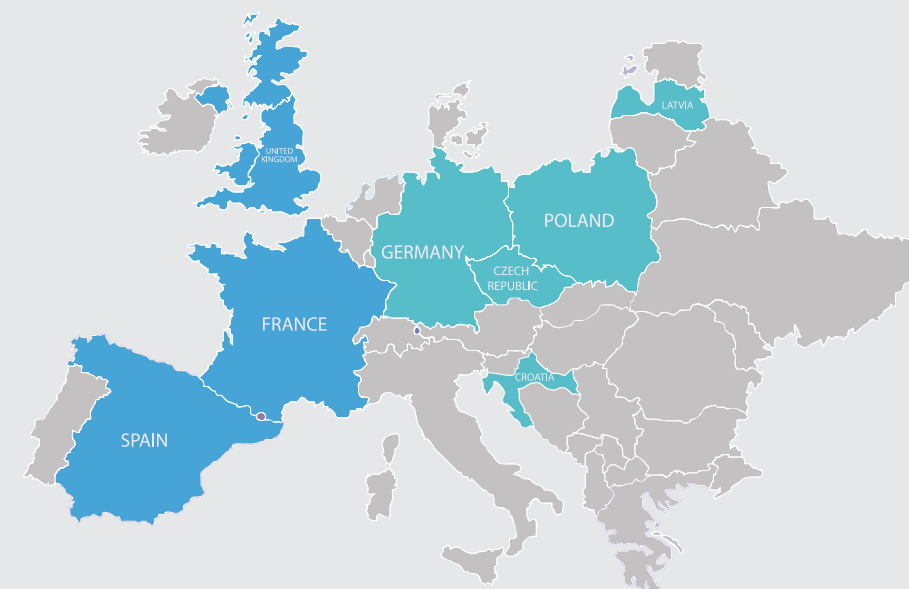 LATVIA
UNITED
KINGDOM
POLAND
GERMANY
CZECH
REPUBLIC
FRANCE
CROATIA
SPAIN